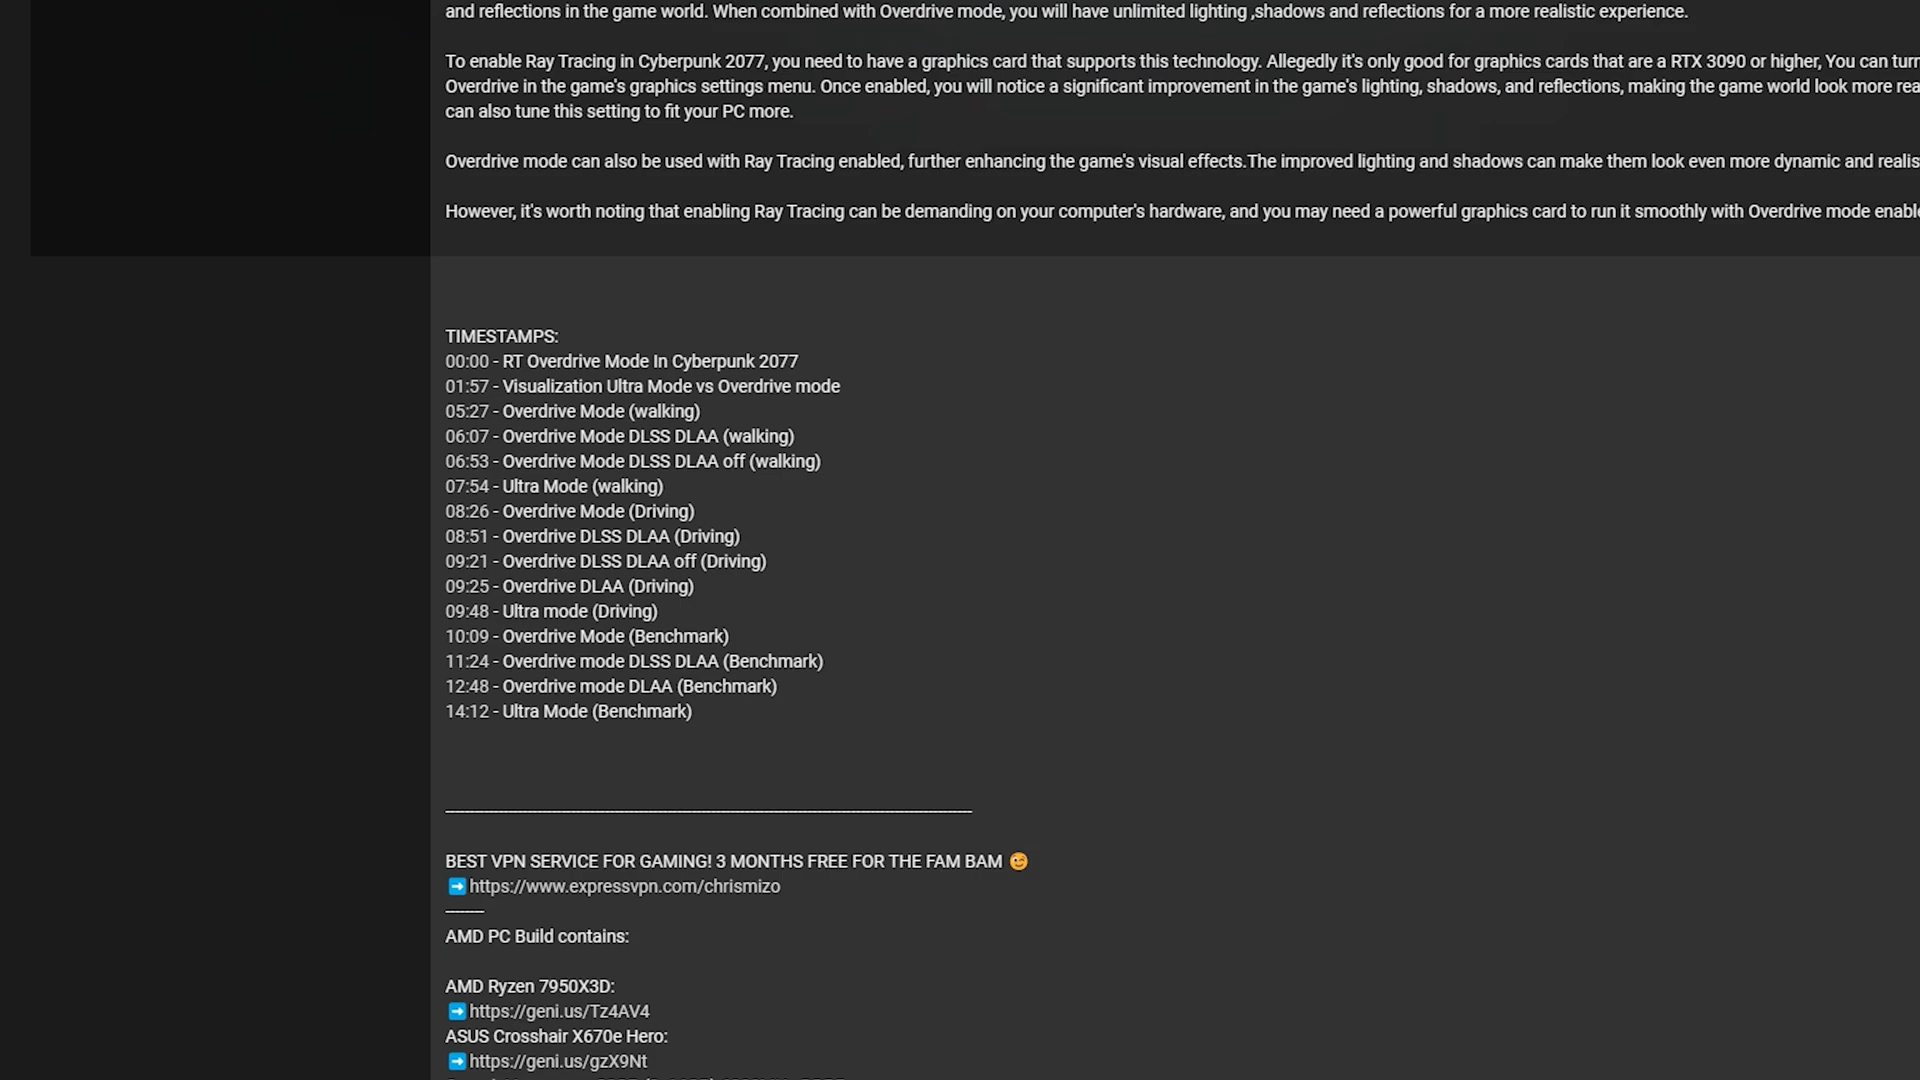 and reflections in the game world. When combined with Overdrive mode, you will have unlimited lighting ,shadows and reflections for a more realistic experience.
To enable Ray Tracing in Cyberpunk 2077, you need to have a graphics card that supports this technology. Allegedly it's only good for graphics cards that are a RTX 3090 or higher, You can turn
Overdrive in the game's graphics settings menu. Once enabled, you will notice a significant improvement in the game's lighting, shadows, and reflections, making the game world look more rea
can also tune this setting to fit your PC more.
Overdrive mode can also be used with Ray Tracing enabled, further enhancing the game's visual effects.The improved lighting and shadows can make them look even more dynamic and realis
However, it's worth noting that enabling Ray Tracing can be demanding on your computer's hardware, and you may need a powerful graphics card to run it smoothly with Overdrive mode enable
TIMESTAMPS:
00:00 - RT Overdrive Mode In Cyberpunk 2077
01:57 - Visualization Ultra Mode vs Overdrive mode
05:27 - Overdrive Mode (walking)
06:07 - Overdrive Mode DLSS DLAA (walking)
06:53 - Overdrive Mode DLSS DLAA off (walking)
07:54 - Ultra Mode (walking)
08:26 - Overdrive Mode (Driving)
08:51 - Overdrive DLSS DLAA (Driving)
09:21 - Overdrive DLSS DLAA off (Driving)
09:25 - Overdrive DLAA (Driving)
09:48 - Ultra mode (Driving)
10:09 - Overdrive Mode (Benchmark)
11:24 - Overdrive mode DLSS DLAA (Benchmark)
12:48 - Overdrive mode DLAA (Benchmark)
14:12 - Ultra Mode (Benchmark)
BEST VPN SERVICE FOR GAMING! 3 MONTHS FREE FOR THE FAM BAM 😉
➡️https://www.expressvpn.com/chrismizo
AMD PC Build contains:
AMD Ryzen 7950X3D:
➡️https://geni.us/Tz4AV4
ASUS Crosshair X670e Hero:
➡️https://geni.us/gzX9Nt